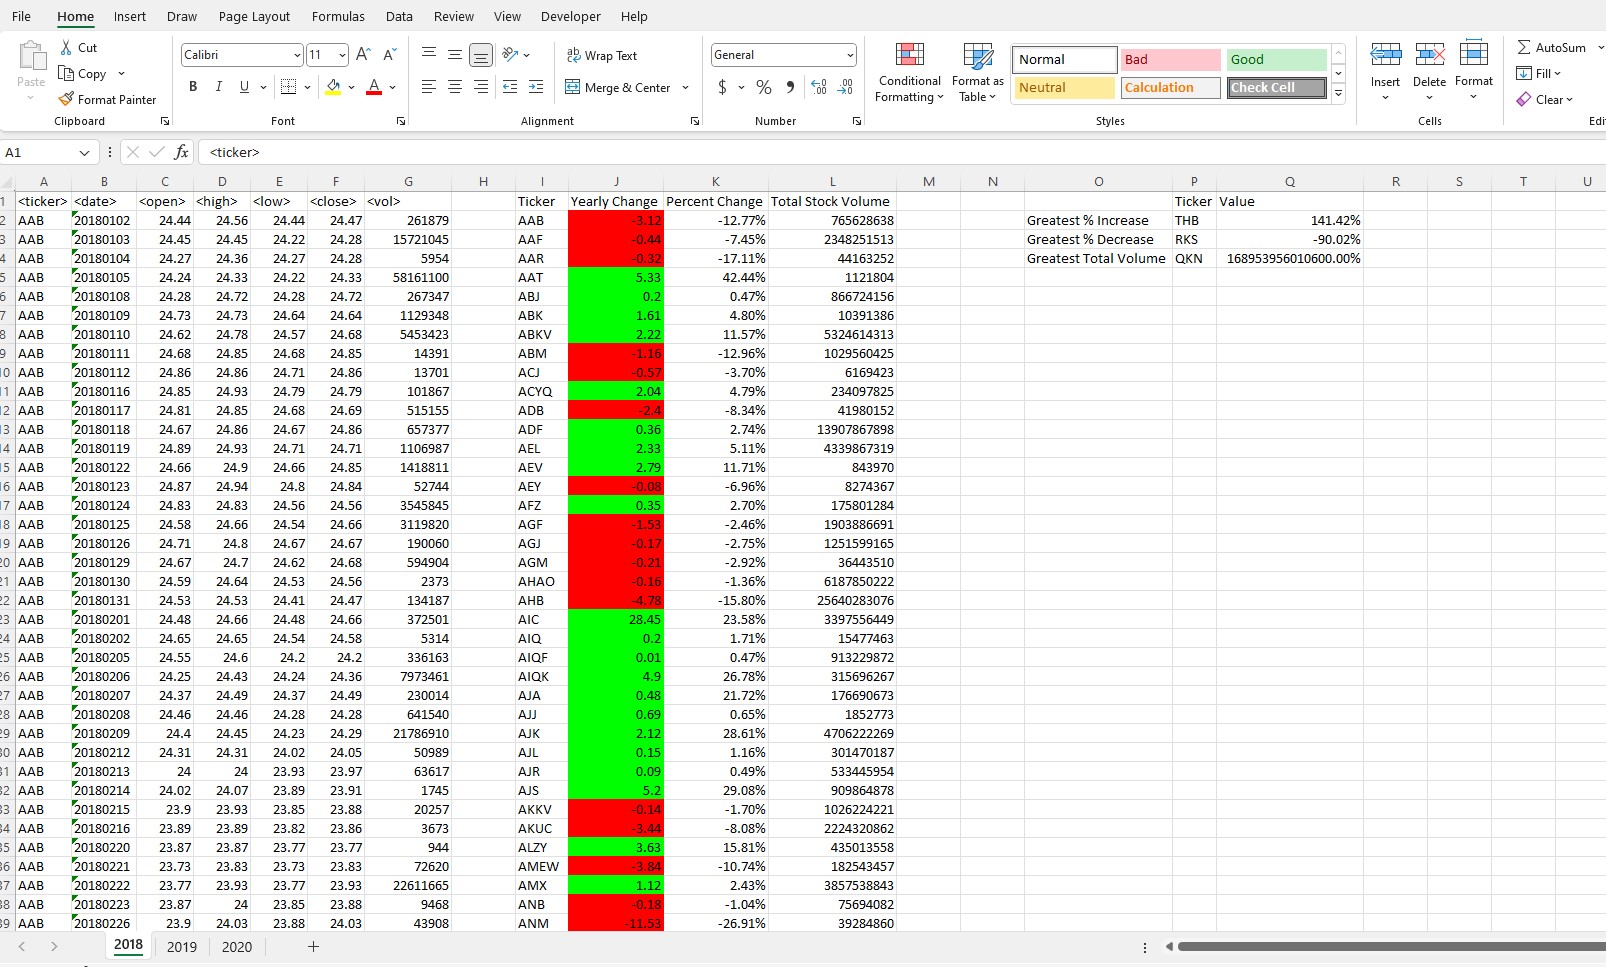 File Home Insert Draw Page Layout Formulas Data Review View Developer Help
Paste Cut Copy Format Painter Clipboard
Calibri 11 A A B I U A Font
ab Wrap Text Merge & Center Alignment
General $ % 9 .00 Number
Conditional Formatting Format as Table Normal Bad Good Neutral Calculation Check Cell Styles
Insert Delete Format Cells
AutoSum Fill Clear Edi
A1 fx <ticker>
A B C D E F G H I J K L M N O P Q R S T U
1 <ticker> <date> <open> <high> <low> <close> <vol> Ticker Yearly Change Percent Change Total Stock Volume Ticker Value
2 AAB 20180102 24.44 24.56 24.44 24.47 261879 AAB -3.12 -12.77% 765628638 Greatest % Increase THB 141.42%
3 AAB 20180103 24.45 24.45 24.22 24.28 15721045 AAF -0.44 -7.45% 2348251513 Greatest % Decrease RKS -90.02%
4 AAB 20180104 24.27 24.36 24.27 24.28 5954 AAR -0.32 -17.11% 44163252 Greatest Total Volume QKN 168953956010600.00%
5 AAB 20180105 24.24 24.33 24.22 24.33 58161100 AAT 5.33 42.44% 1121804
6 AAB 20180108 24.28 24.72 24.28 24.72 267347 ABJ 0.2 0.47% 866724156
7 AAB 20180109 24.73 24.73 24.64 24.64 1129348 ABK 1.61 4.80% 10391386
8 AAB 20180110 24.62 24.78 24.57 24.68 5453423 ABKV 2.22 11.57% 5324614313
9 AAB 20180111 24.68 24.85 24.68 24.85 14391 ABM -1.16 -12.96% 1029560425
10 AAB 20180112 24.86 24.86 24.71 24.86 13701 ACJ -0.57 -3.70% 6169423
11 AAB 20180116 24.85 24.93 24.79 24.79 101867 ACYQ 2.04 4.79% 234097825
12 AAB 20180117 24.81 24.85 24.68 24.69 515155 ADB -2.4 -8.34% 41980152
13 AAB 20180118 24.67 24.86 24.67 24.86 657377 ADF 0.36 2.74% 13907867898
14 AAB 20180119 24.89 24.93 24.71 24.71 1106987 AEL 2.33 5.11% 4339867319
15 AAB 20180122 24.66 24.9 24.66 24.85 1418811 AEV 2.79 11.71% 843970
16 AAB 20180123 24.87 24.94 24.8 24.84 52744 AEY -0.08 -6.96% 8274367
17 AAB 20180124 24.83 24.83 24.56 24.56 3545845 AFZ 0.35 2.70% 175801284
18 AAB 20180125 24.58 24.66 24.54 24.66 3119820 AGF -1.53 -2.46% 1903886691
19 AAB 20180126 24.71 24.8 24.67 24.67 190060 AGJ -0.17 -2.75% 1251599165
20 AAB 20180129 24.67 24.7 24.62 24.68 594904 AGM -0.21 -2.92% 36443510
21 AAB 20180130 24.59 24.64 24.53 24.56 2373 AHAO -0.16 -1.36% 6187850222
22 AAB 20180131 24.53 24.53 24.41 24.47 134187 AHB -4.78 -15.80% 25640283076
23 AAB 20180201 24.48 24.66 24.48 24.66 372501 AIC 28.45 23.58% 3397556449
24 AAB 20180202 24.65 24.65 24.54 24.58 5314 AIQ 0.2 1.71% 15477463
25 AAB 20180205 24.55 24.6 24.2 24.2 336163 AIQF 0.01 0.47% 913229872
26 AAB 20180206 24.25 24.43 24.24 24.36 7973461 AIQK 4.9 26.78% 315696267
27 AAB 20180207 24.37 24.49 24.37 24.49 230014 AJA 0.48 21.72% 176690673
28 AAB 20180208 24.46 24.46 24.28 24.28 641540 AJJ 0.69 0.65% 1852773
29 AAB 20180209 24.4 24.45 24.23 24.29 21786910 AJK 2.12 28.61% 4706222269
30 AAB 20180212 24.31 24.31 24.02 24.05 50989 AJL 0.15 1.16% 301470187
31 AAB 20180213 24 24 23.93 23.97 63617 AJR 0.09 0.49% 533445954
32 AAB 20180214 24.02 24.07 23.89 23.91 1745 AJS 5.2 29.08% 909864878
33 AAB 20180215 23.9 23.93 23.85 23.88 20257 AKKV -0.14 -1.70% 1026224221
34 AAB 20180216 23.89 23.89 23.82 23.86 3673 AKUC -3.44 -8.08% 2224320862
35 AAB 20180220 23.87 23.87 23.77 23.77 944 ALZY 3.63 15.81% 435013558
36 AAB 20180221 23.73 23.83 23.73 23.83 72620 AMEW -3.84 -10.74% 182543457
37 AAB 20180222 23.77 23.93 23.77 23.93 22611665 AMX 1.12 2.43% 3857538843
38 AAB 20180223 23.87 24 23.85 23.88 9468 ANB -0.18 -1.04% 75694082
39 AAB 20180226 23.9 24.03 23.88 24.03 43908 ANM -11.53 -26.91% 39284860
2018 2019 2020